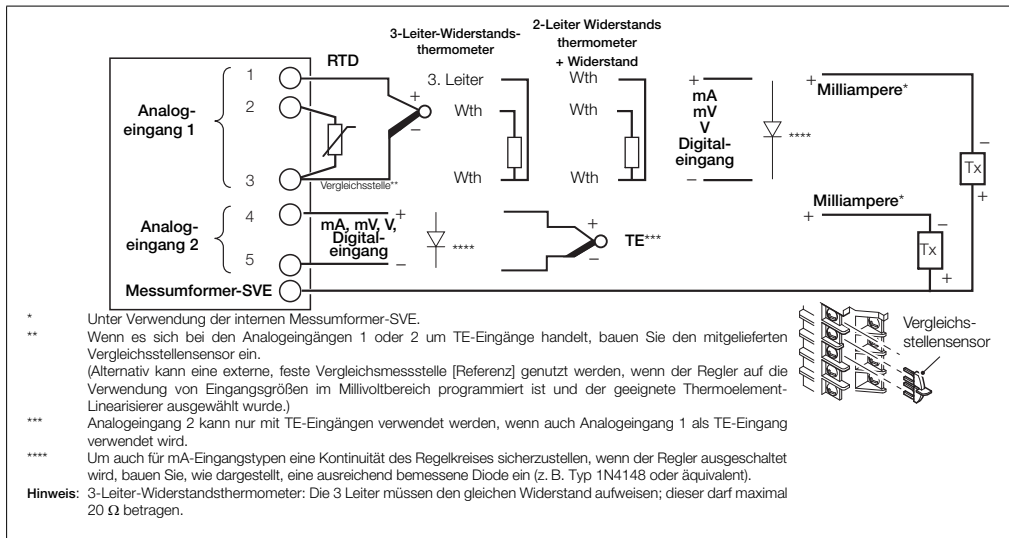 3-Leiter-Widerstands-
thermometer
2-Leiter Widerstands
thermometer
+ Widerstand
RTD
Analog-
eingang 1
1
2
3
+
–
Vergleichsstelle**
3. Leiter
Wth
Wth
Wth
Wth
Wth
+
mA
mV
V
Digital-
eingang
–
****
+ Milliampere*
–
Tx
+
Analog-
eingang 2
4
5
+
mA, mV, V,
Digital-
eingang
–
****
+
–
TE***
Milliampere*
+
–
Tx
+
Messumformer-SVE
* Unter Verwendung der internen Messumformer-SVE.
** Wenn es sich bei den Analogeingängen 1 oder 2 um TE-Eingänge handelt, bauen Sie den mitgelieferten
Vergleichsstellensensor ein.
(Alternativ kann eine externe, feste Vergleichsmessstelle [Referenz] genutzt werden, wenn der Regler auf die
Verwendung von Eingangsgrößen im Millivoltbereich programmiert ist und der geeignete Thermoelement-
Linearisierer ausgewählt wurde.)
*** Analogeingang 2 kann nur mit TE-Eingängen verwendet werden, wenn auch Analogeingang 1 als TE-Eingang
verwendet wird.
**** Um auch für mA-Eingangstypen eine Kontinuität des Regelkreises sicherzustellen, wenn der Regler ausgeschaltet
wird, bauen Sie, wie dargestellt, eine ausreichend bemessene Diode ein (z. B. Typ 1N4148 oder äquivalent).
Hinweis: 3-Leiter-Widerstandsthermometer: Die 3 Leiter müssen den gleichen Widerstand aufweisen; dieser darf maximal
20 Ω betragen.
Vergleichs-
stellensensor